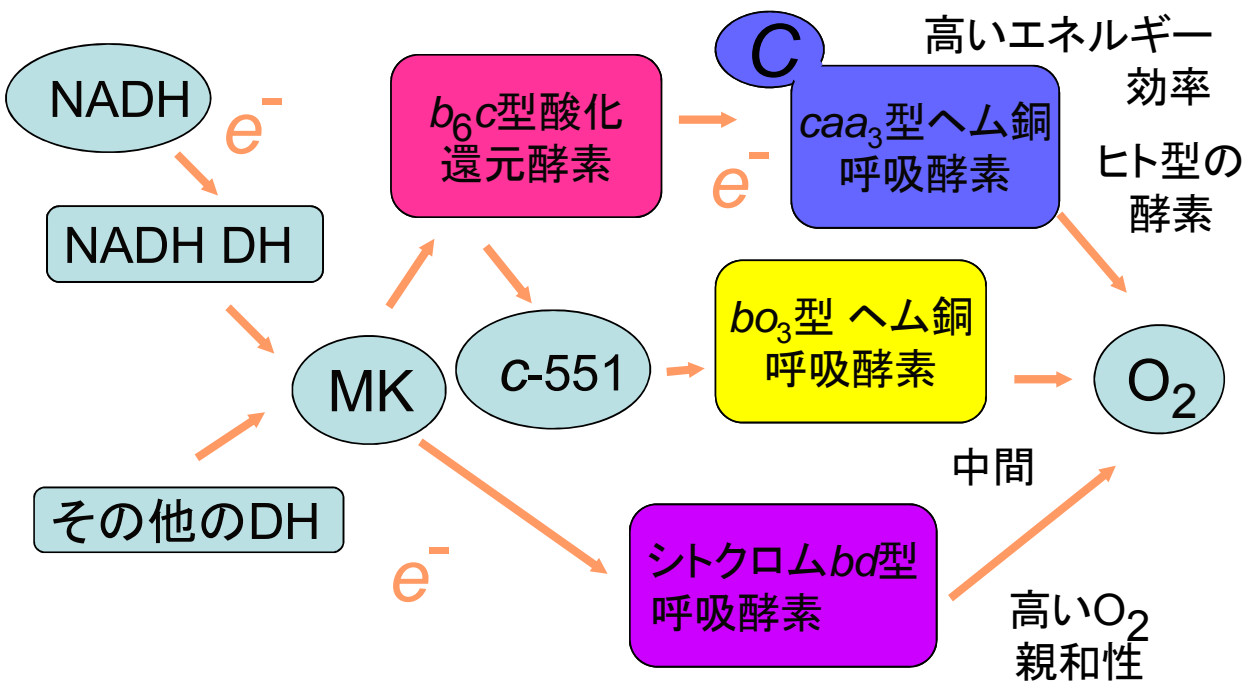 NADH
e-
NADH DH
その他のDH
MK
e-
b6c型酸化
還元酵素
c-551
e-
C
caa3型ヘム銅
呼吸酵素
高いエネルギー
効率
ヒト型の
酵素
bo3型 ヘム銅
呼吸酵素
中間
シトクロムbd型
呼吸酵素
高いO2
親和性
O2